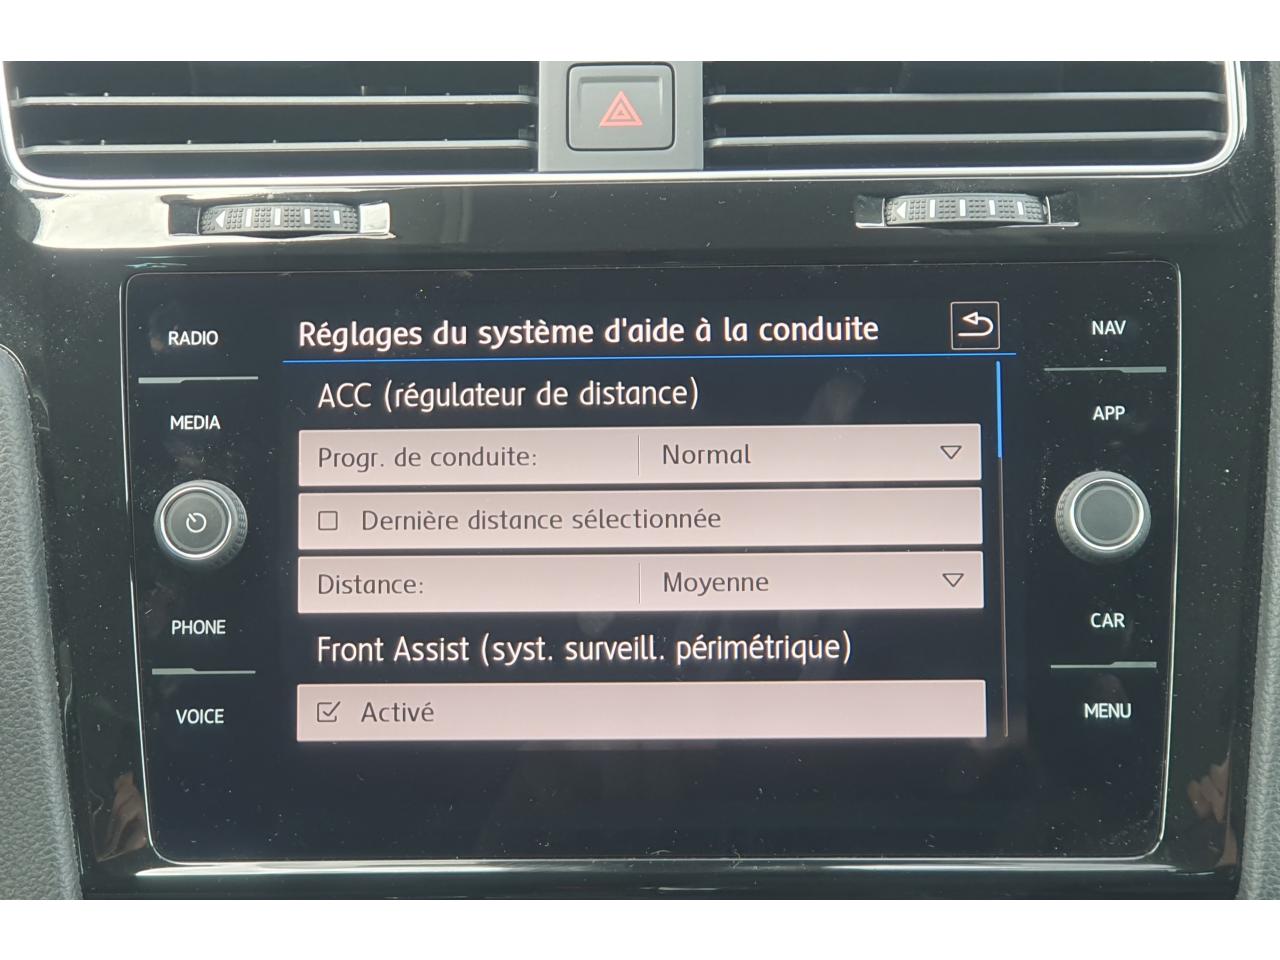 RADIO
MEDIA
PHONE
VOICE
Réglages du système d'aide à la conduite
ACC (régulateur de distance)
Progr. de conduite: Normal
Dernière distance sélectionnée
Distance: Moyenne
Front Assist (syst. surveill. périmétrique)
Activé
NAV
APP
CAR
MENU